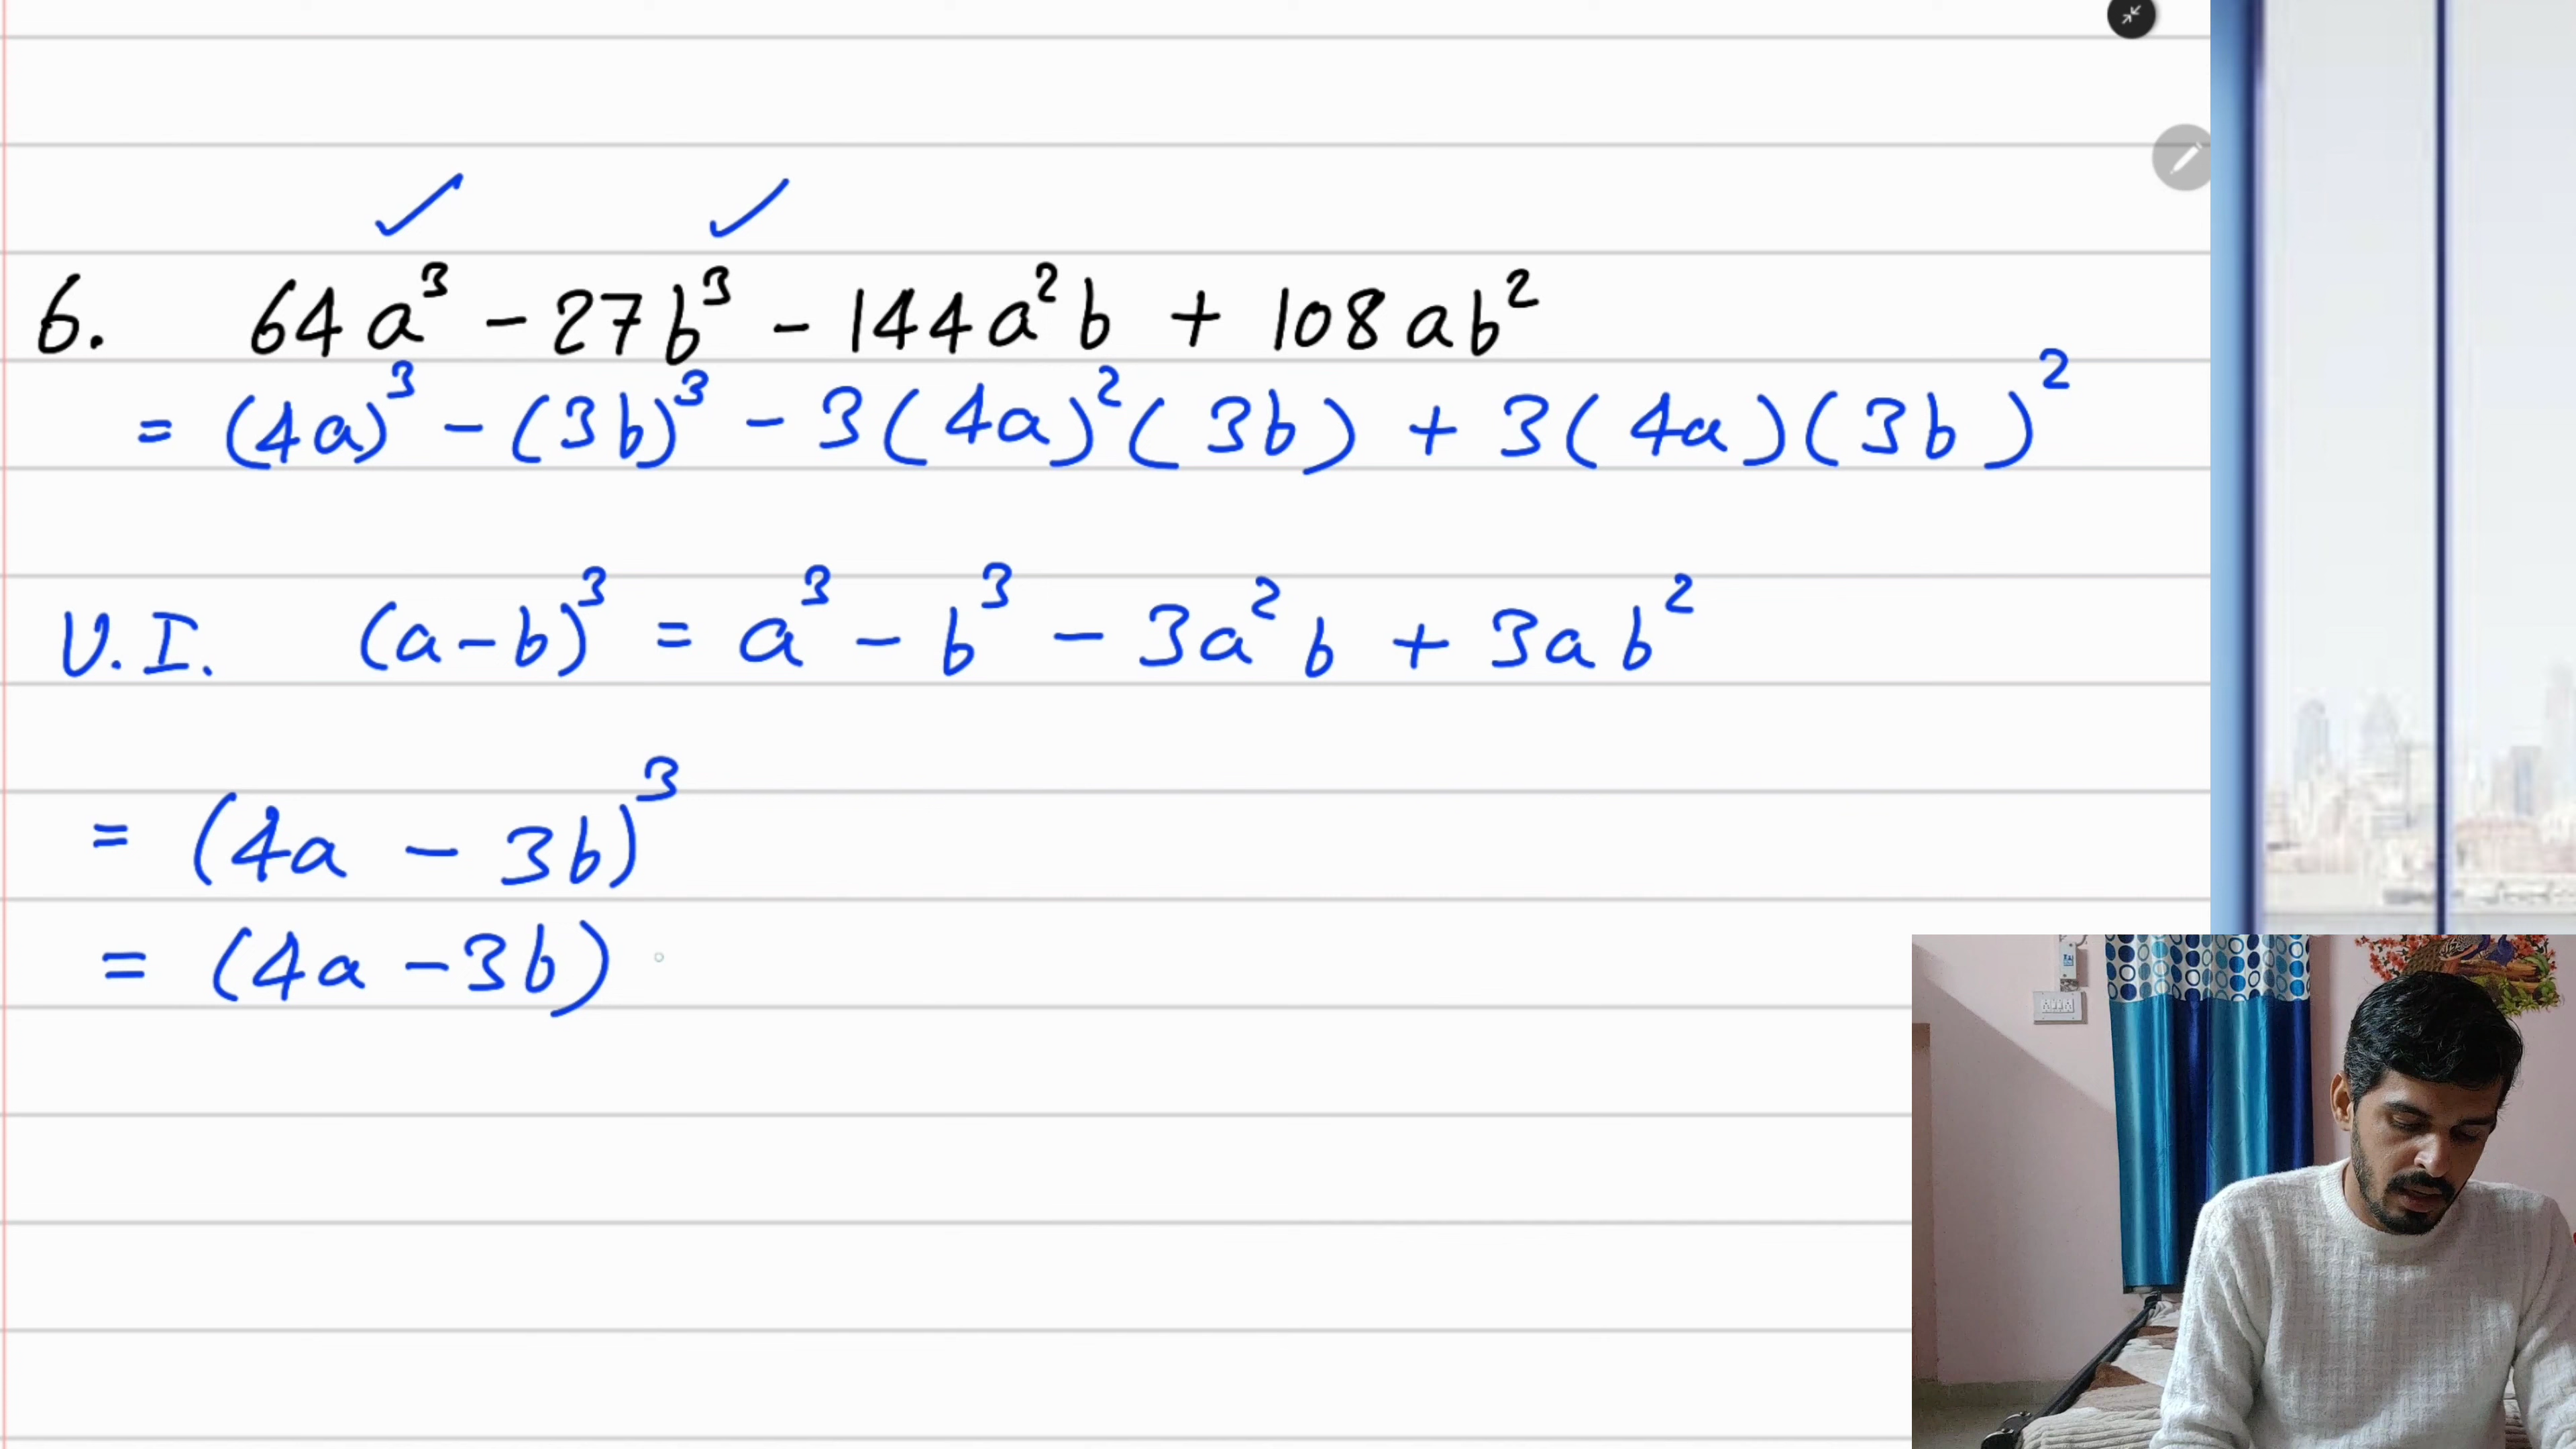 6. 64a³ - 27b³ - 144a²b + 108ab²
= (4a)³ - (3b)³ - 3(4a)²(3b) + 3(4a)(3b)²
U.I. (a-b)³ = a³ - b³ - 3a²b + 3ab²
= (4a - 3b)³
= (4a - 3b)